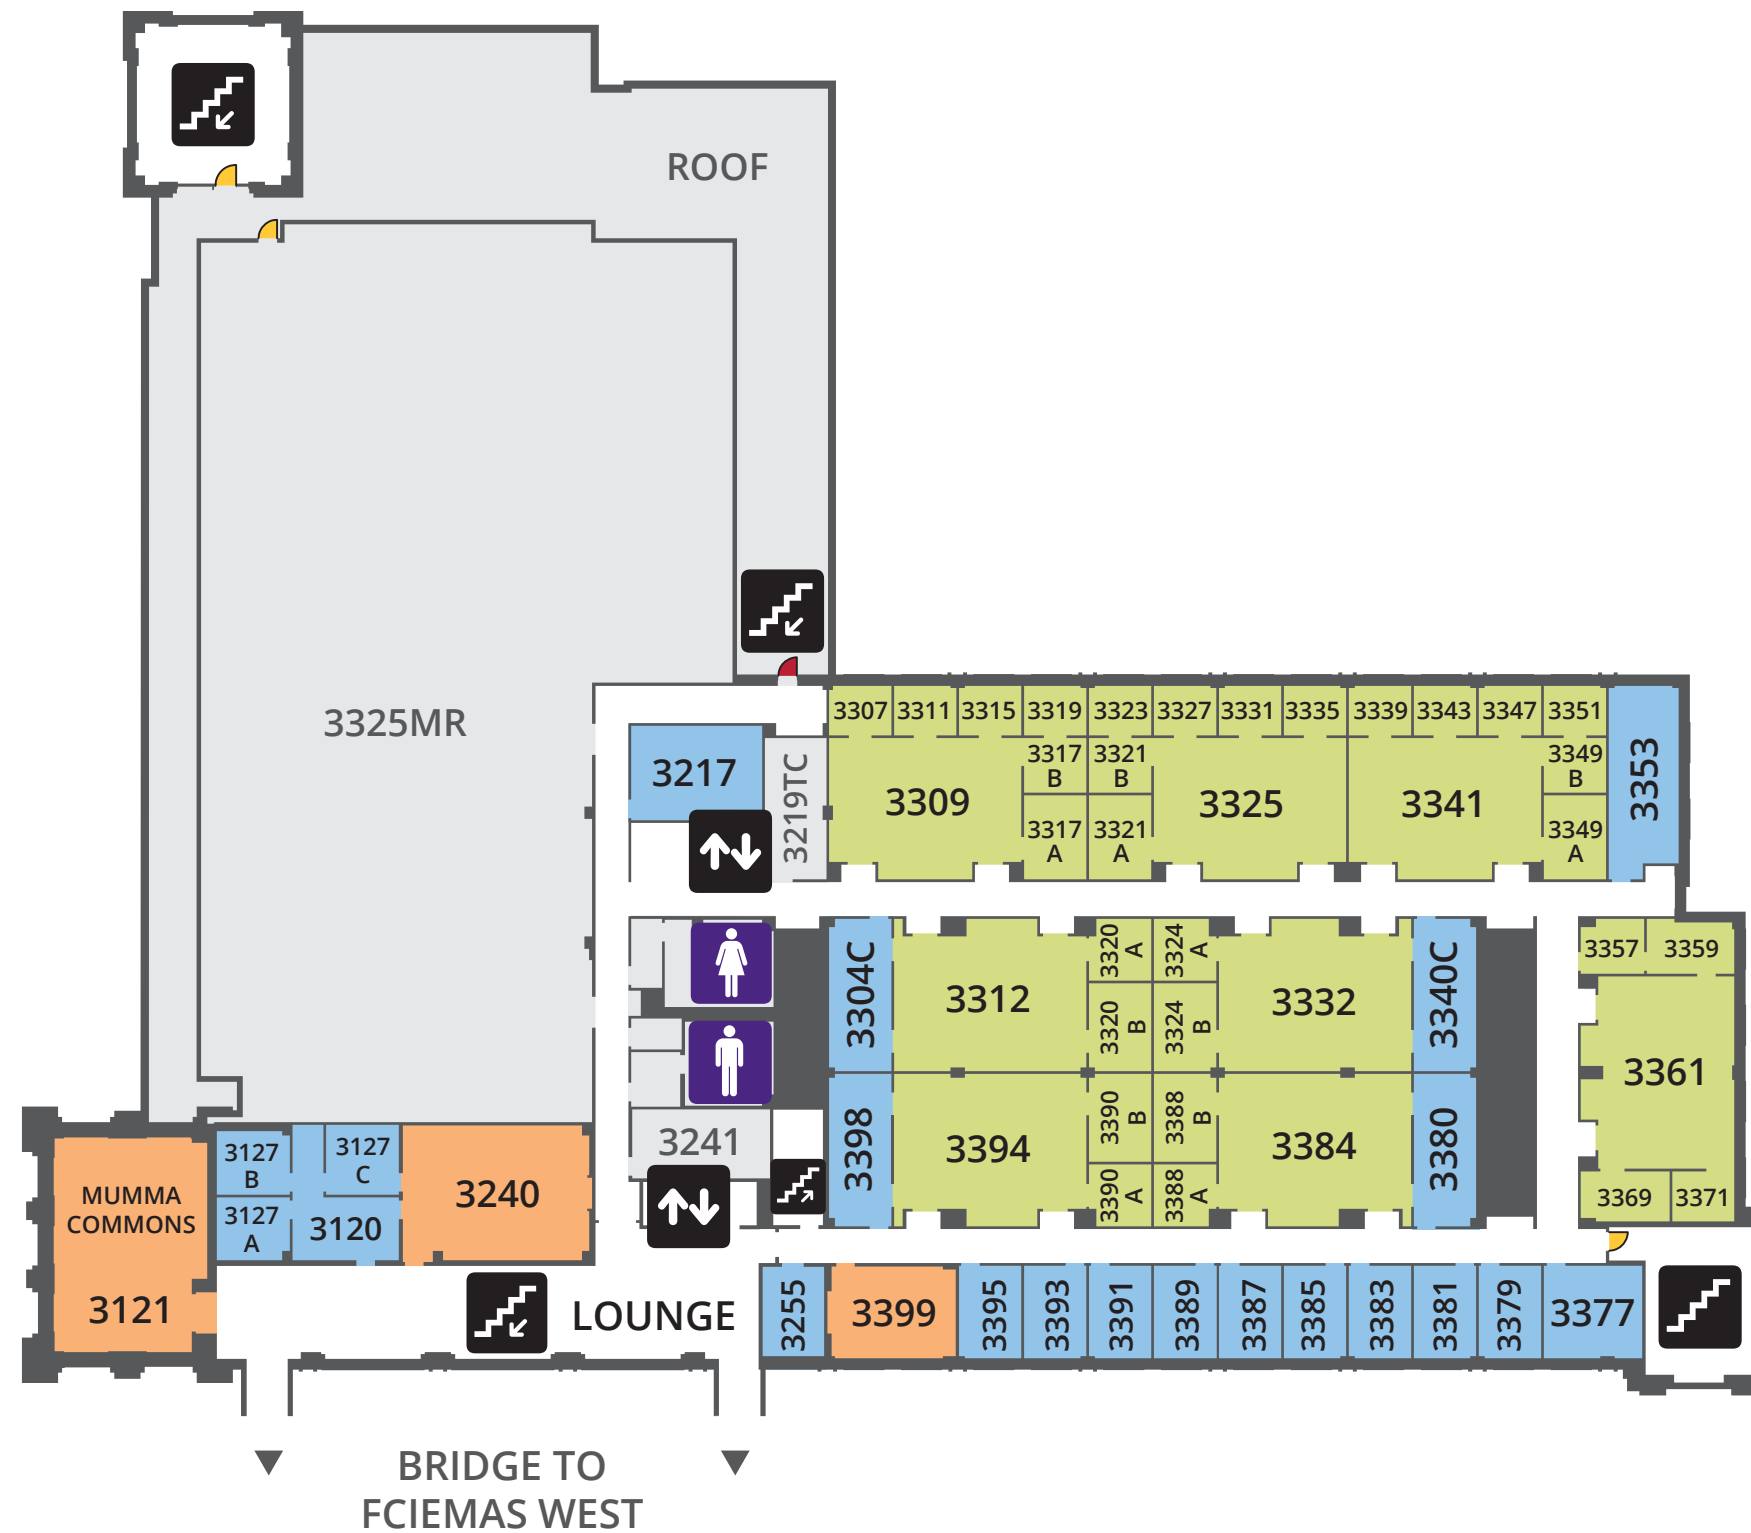 ROOF
3325MR
3217
3219TC
3307
3311
3315
3319
3323
3327
3331
3335
3339
3343
3347
3351
3309
3317
B
3317
A
3321
B
3321
A
3325
3341
3349
B
3349
A
3353
3304C
3312
3320
A
3320
B
3324
A
3324
B
3332
3340C
3357
3359
3361
3369
3371
3398
3394
3390
B
3390
A
3388
B
3388
A
3384
3380
3241
MUMMA
COMMONS
3121
3127
B
3127
A
3127
C
3120
3240
LOUNGE
3255
3399
3395
3393
3391
3389
3387
3385
3383
3381
3379
3377
BRIDGE TO
FCIEMAS WEST